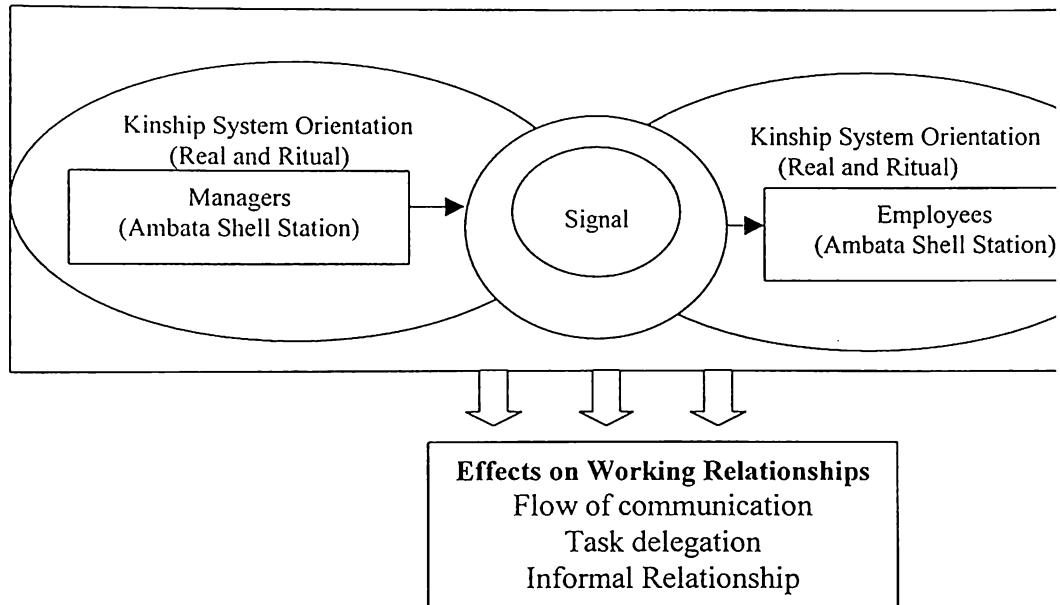 Kinship System Orientation
(Real and Ritual)
Managers
(Ambata Shell Station)
Signal
Kinship System Orientation
(Real and Ritual)
Employees
(Ambata Shell Station)
Effects on Working Relationships
Flow of communication
Task delegation
Informal Relationship